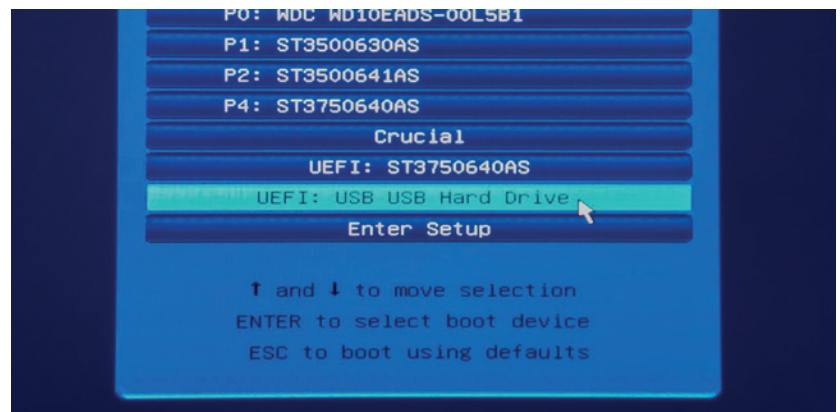 P0: WDC WD10EADS-00L5B1
P1: ST3500630AS
P2: ST3500641AS
P4: ST3750640AS
Crucial
UEFI: ST3750640AS
UEFI: USB USB Hard Drive
Enter Setup
↑ and ↓ to move selection
ENTER to select boot device
ESC to boot using defaults